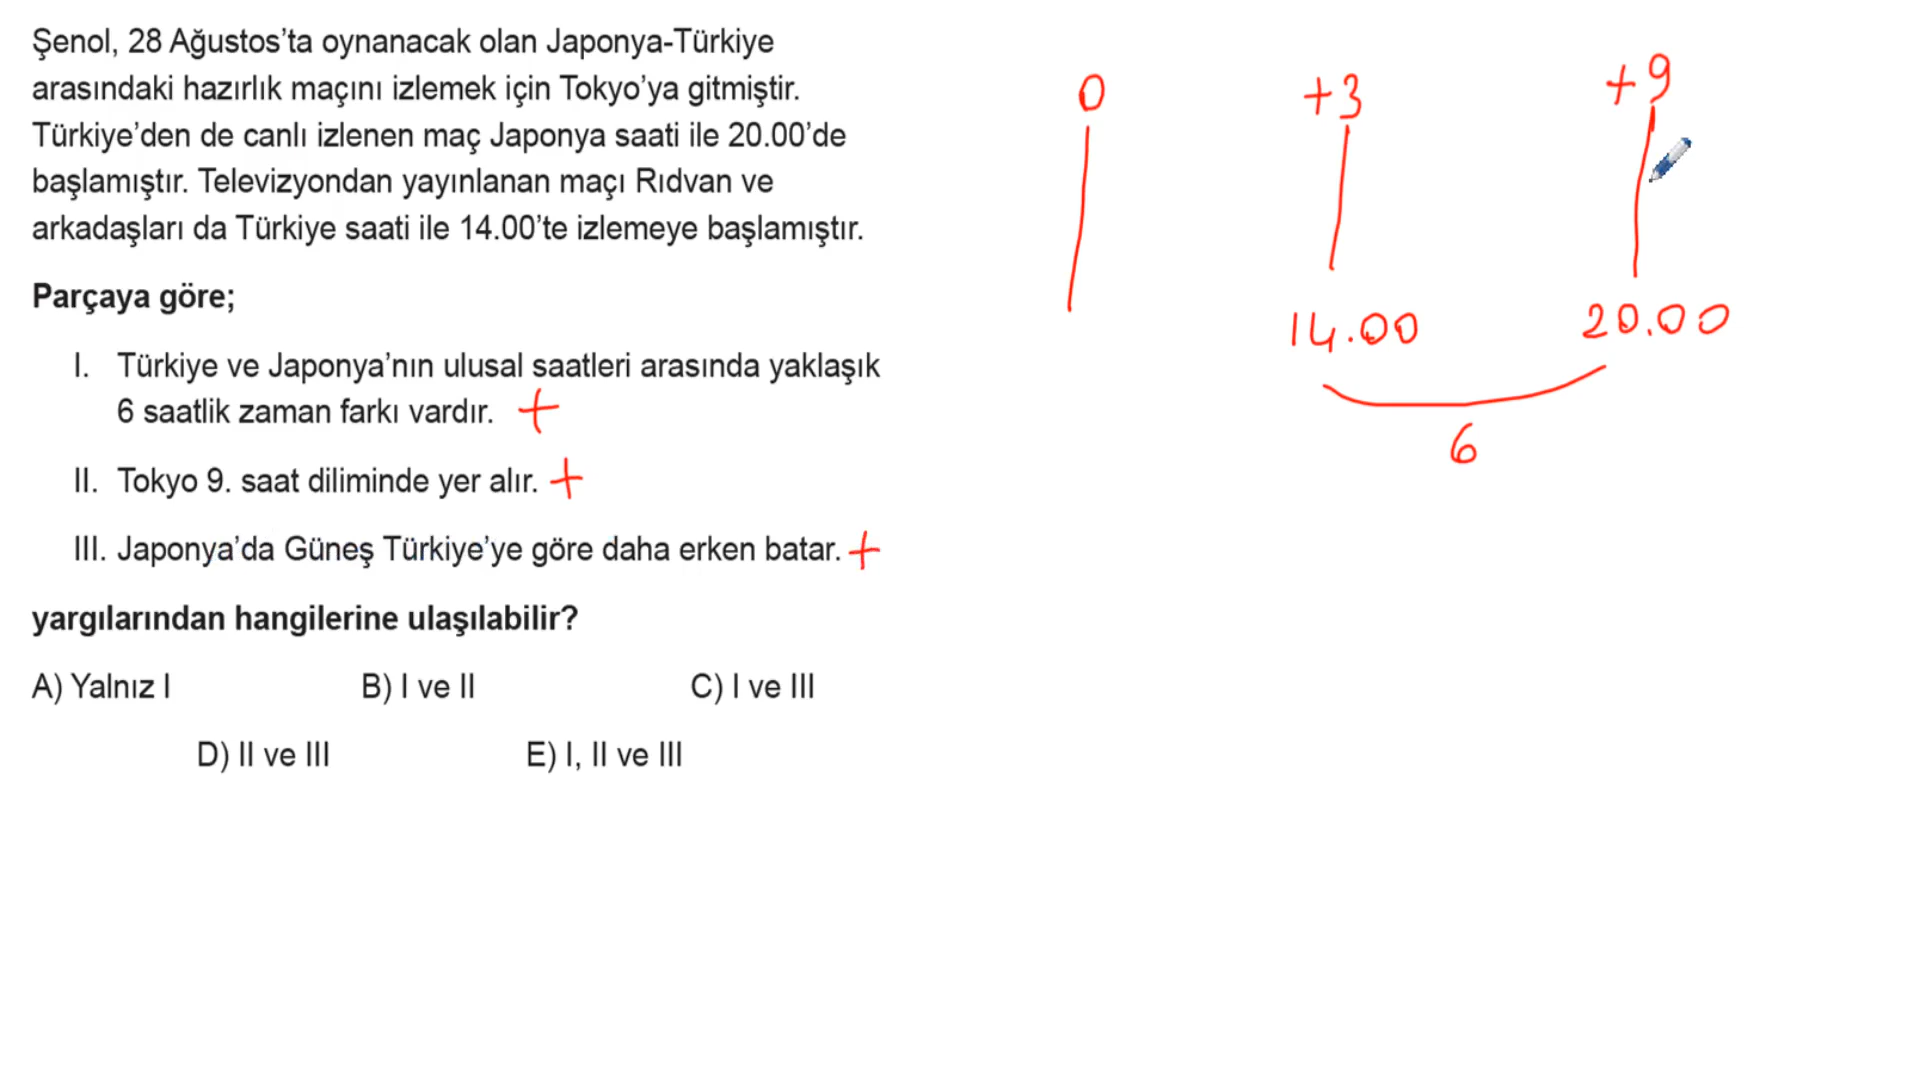 Şenol, 28 Ağustos’ta oynanacak olan Japonya-Türkiye
arasındaki hazırlık maçını izlemek için Tokyo’ya gitmiştir.
Türkiye’den de canlı izlenen maç Japonya saati ile 20.00’de
başlamıştır. Televizyondan yayınlanan maçı Rıdvan ve
arkadaşları da Türkiye saati ile 14.00’te izlemeye başlamıştır.
Parçaya göre;
I. Türkiye ve Japonya’nın ulusal saatleri arasında yaklaşık
6 saatlik zaman farkı vardır. +
II. Tokyo 9. saat diliminde yer alır. +
III. Japonya’da Güneş Türkiye’ye göre daha erken batar. +
yargılarından hangilerine ulaşılabilir?
A) Yalnız I B) I ve II C) I ve III
D) II ve III E) I, II ve III
0 +3 +9
14.00 20.00
6